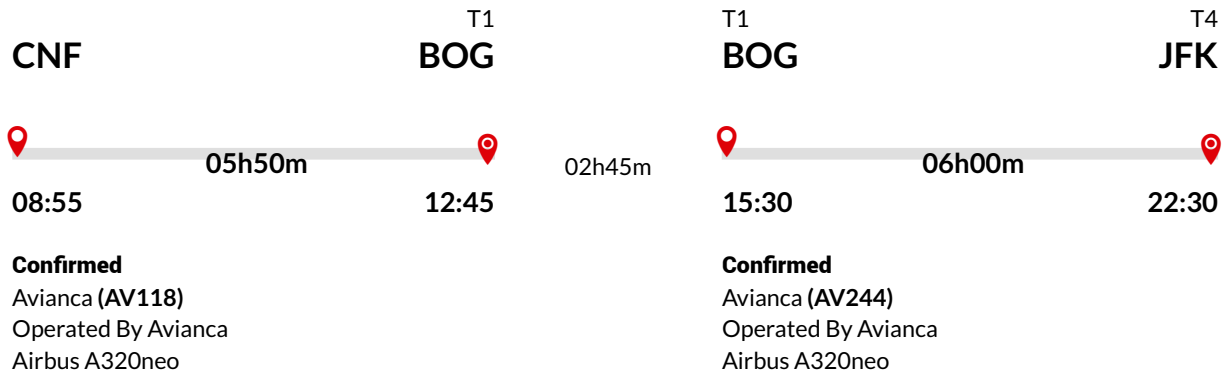 T1
CNF BOG
05h50m
08:55 12:45
Confirmed
Avianca (AV118)
Operated By Avianca
Airbus A320neo
02h45m
T1 T4
BOG JFK
06h00m
15:30 22:30
Confirmed
Avianca (AV244)
Operated By Avianca
Airbus A320neo